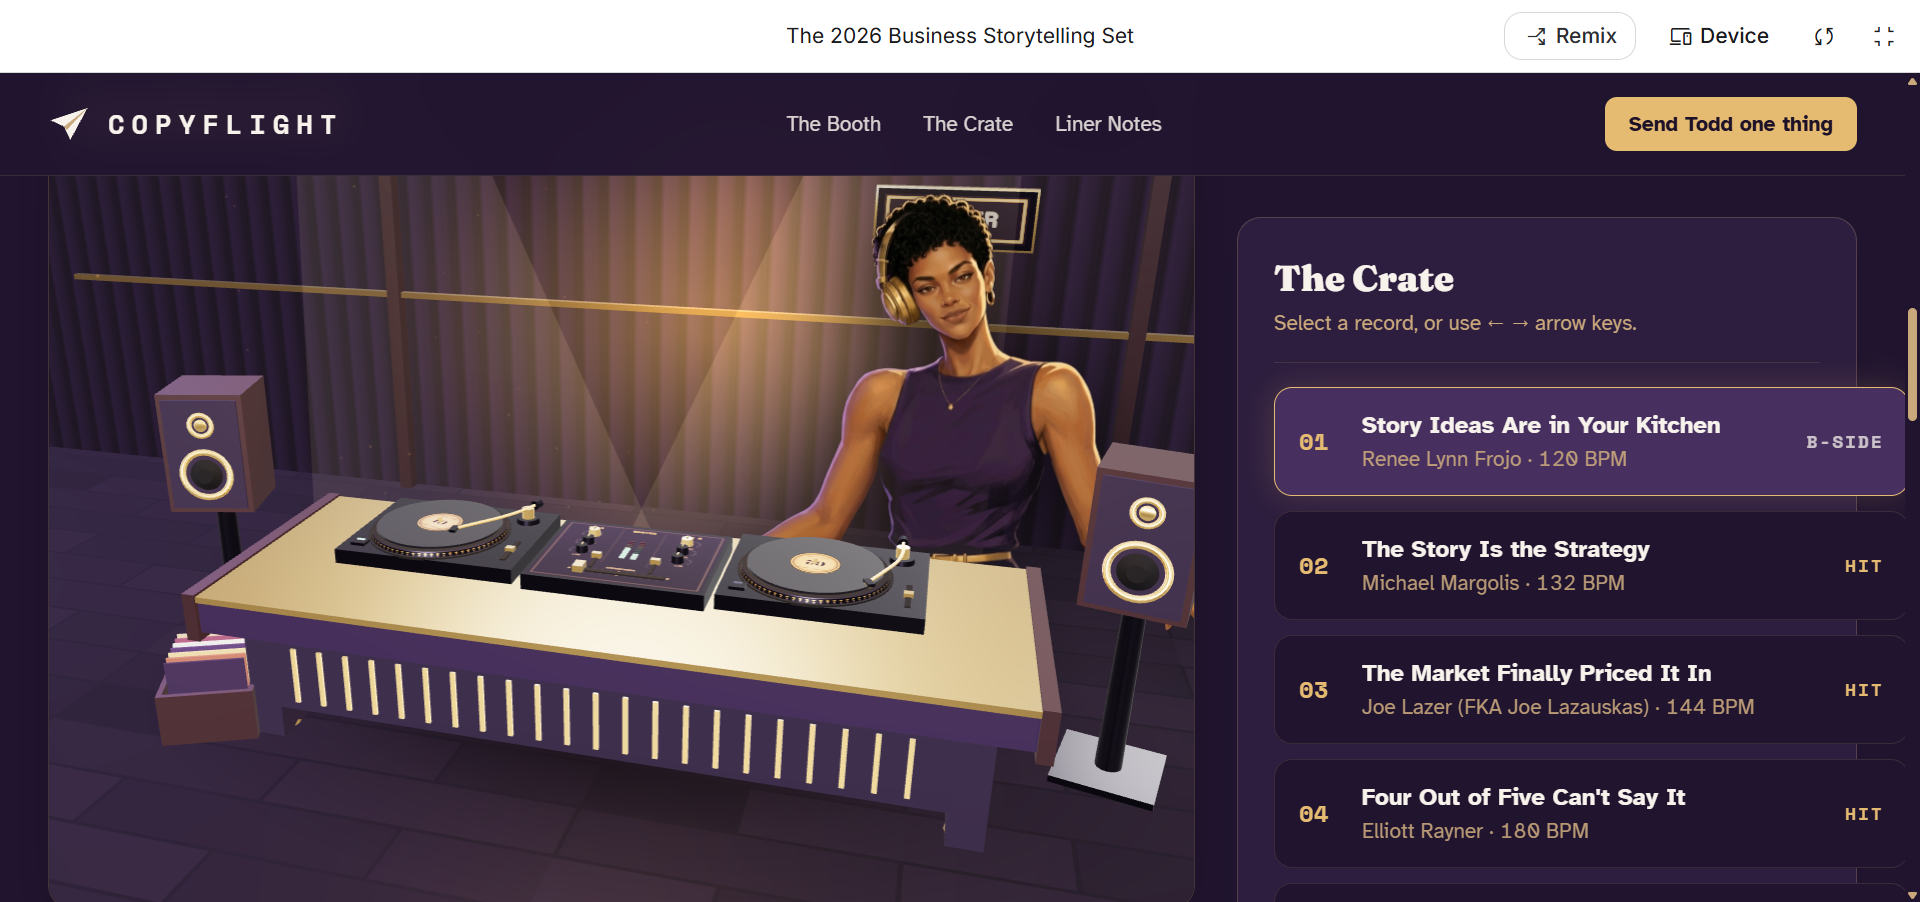 The 2026 Business Storytelling Set
Remix
Device
COPYFLIGHT
The Booth
The Crate
Liner Notes
Send Todd one thing
The Crate
Select a record, or use ← → arrow keys.
01
Story Ideas Are in Your Kitchen
Renee Lynn Frojo · 120 BPM
B-SIDE
02
The Story Is the Strategy
Michael Margolis · 132 BPM
HIT
03
The Market Finally Priced It In
Joe Lazer (FKA Joe Lazauskas) · 144 BPM
HIT
04
Four Out of Five Can't Say It
Elliott Rayner · 180 BPM
HIT